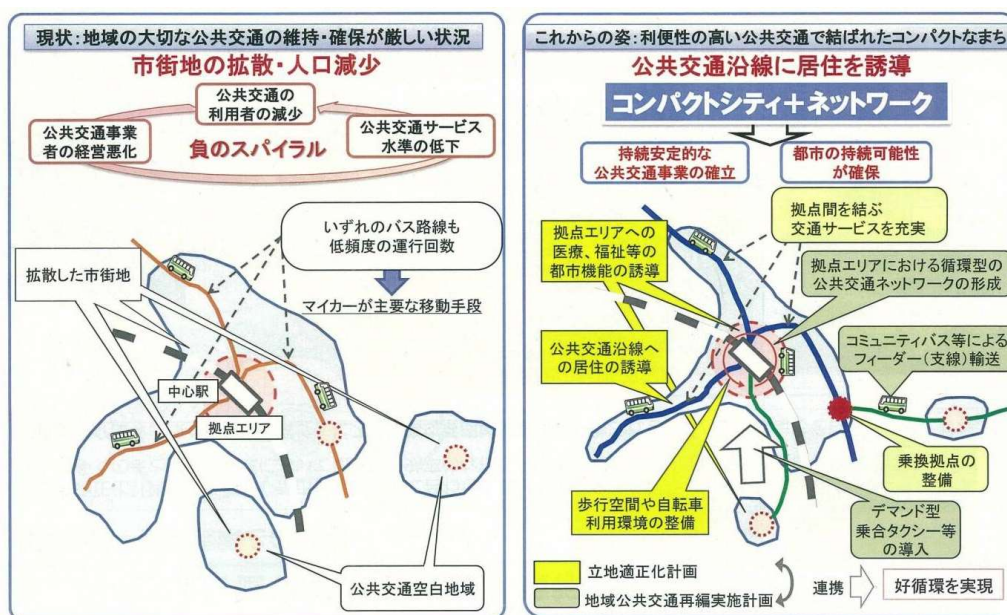 現状:地域の大切な公共交通の維持・確保が厳しい状況
市街地の拡散・人口減少
公共交通の
利用者の減少
公共交通事業
者の経営悪化
負のスパイラル
公共交通サービス
水準の低下
いずれのバス路線も
低頻度の運行回数
拡散した市街地
マイカーが主要な移動手段
中心駅
拠点エリア
公共交通空白地域
これからの姿:利便性の高い公共交通で結ばれたコンパクトなまち
公共交通沿線に居住を誘導
コンパクトシティ+ネットワーク
持続安定的な
公共交通事業の確立
都市の持続可能性
が確保
拠点間を結ぶ
交通サービスを充実
拠点エリアへの
医療、福祉等の
都市機能の誘導
拠点エリアにおける循環型の
公共交通ネットワークの形成
公共交通沿線へ
の居住の誘導
コミュニティバス等による
フィーダー(支線)輸送
乗換拠点の
整備
歩行空間や自転車
利用環境の整備
デマンド型
乗合タクシー等
の導入
立地適正化計画
地域公共交通再編実施計画
連携
好循環を実現